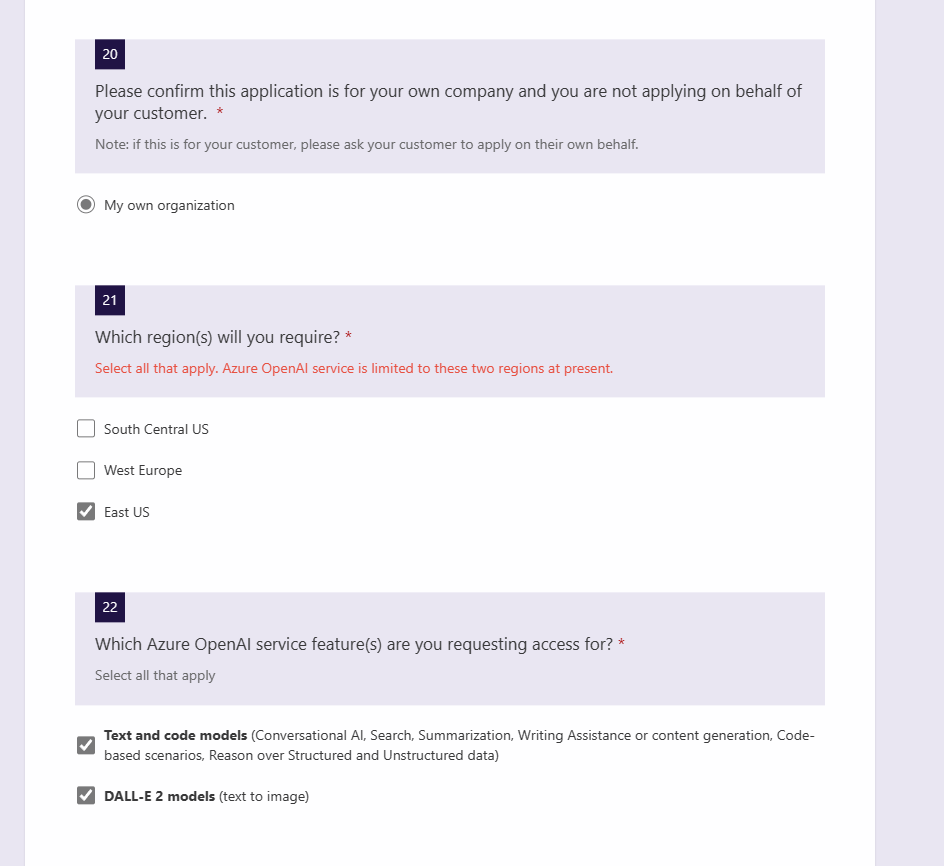 20
Please confirm this application is for your own company and you are not applying on behalf of
your customer. *
Note: if this is for your customer, please ask your customer to apply on their own behalf.
My own organization
21
Which region(s) will you require? *
Select all that apply. Azure OpenAI service is limited to these two regions at present.
South Central US
West Europe
East US
22
Which Azure OpenAI service feature(s) are you requesting access for? *
Select all that apply
Text and code models (Conversational AI, Search, Summarization, Writing Assistance or content generation, Code-
based scenarios, Reason over Structured and Unstructured data)
DALL-E 2 models (text to image)